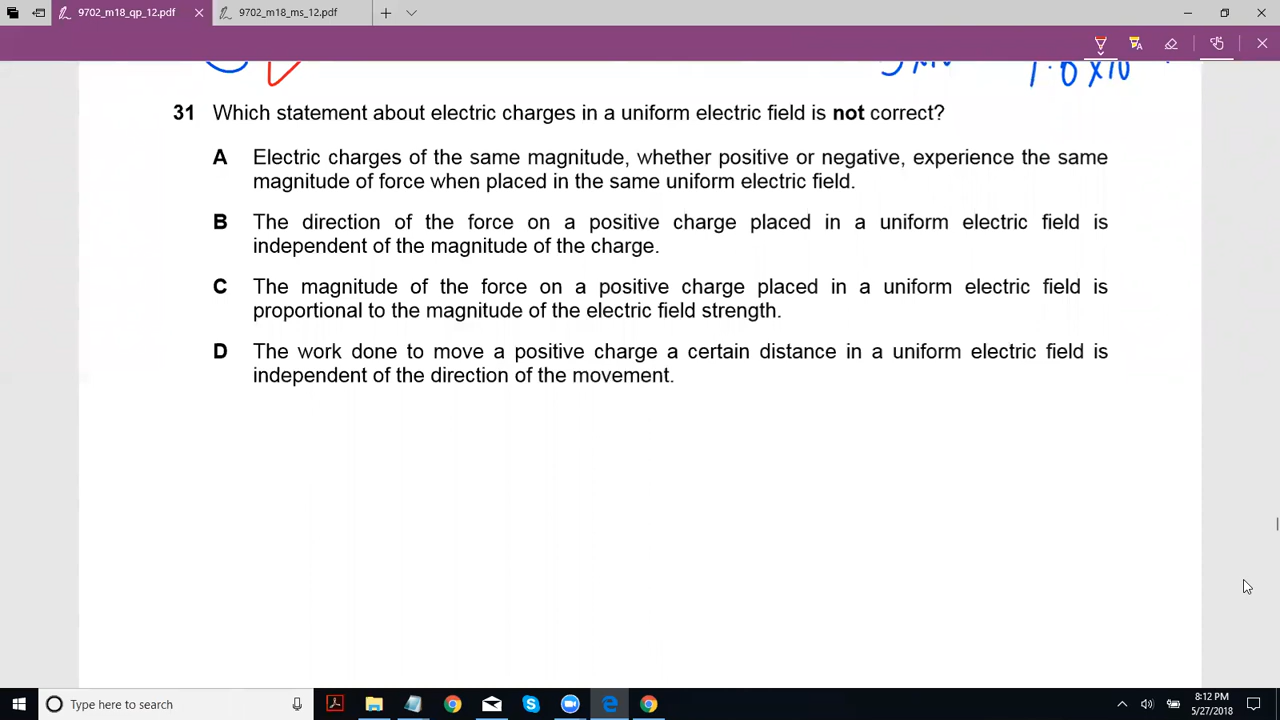 9702_m18_qp_12.pdf
9702_m18_ms_12.pdf
31 Which statement about electric charges in a uniform electric field is not correct?
A Electric charges of the same magnitude, whether positive or negative, experience the same
magnitude of force when placed in the same uniform electric field.
B The direction of the force on a positive charge placed in a uniform electric field is
independent of the magnitude of the charge.
C The magnitude of the force on a positive charge placed in a uniform electric field is
proportional to the magnitude of the electric field strength.
D The work done to move a positive charge a certain distance in a uniform electric field is
independent of the direction of the movement.
Type here to search
8:12 PM
5/27/2018